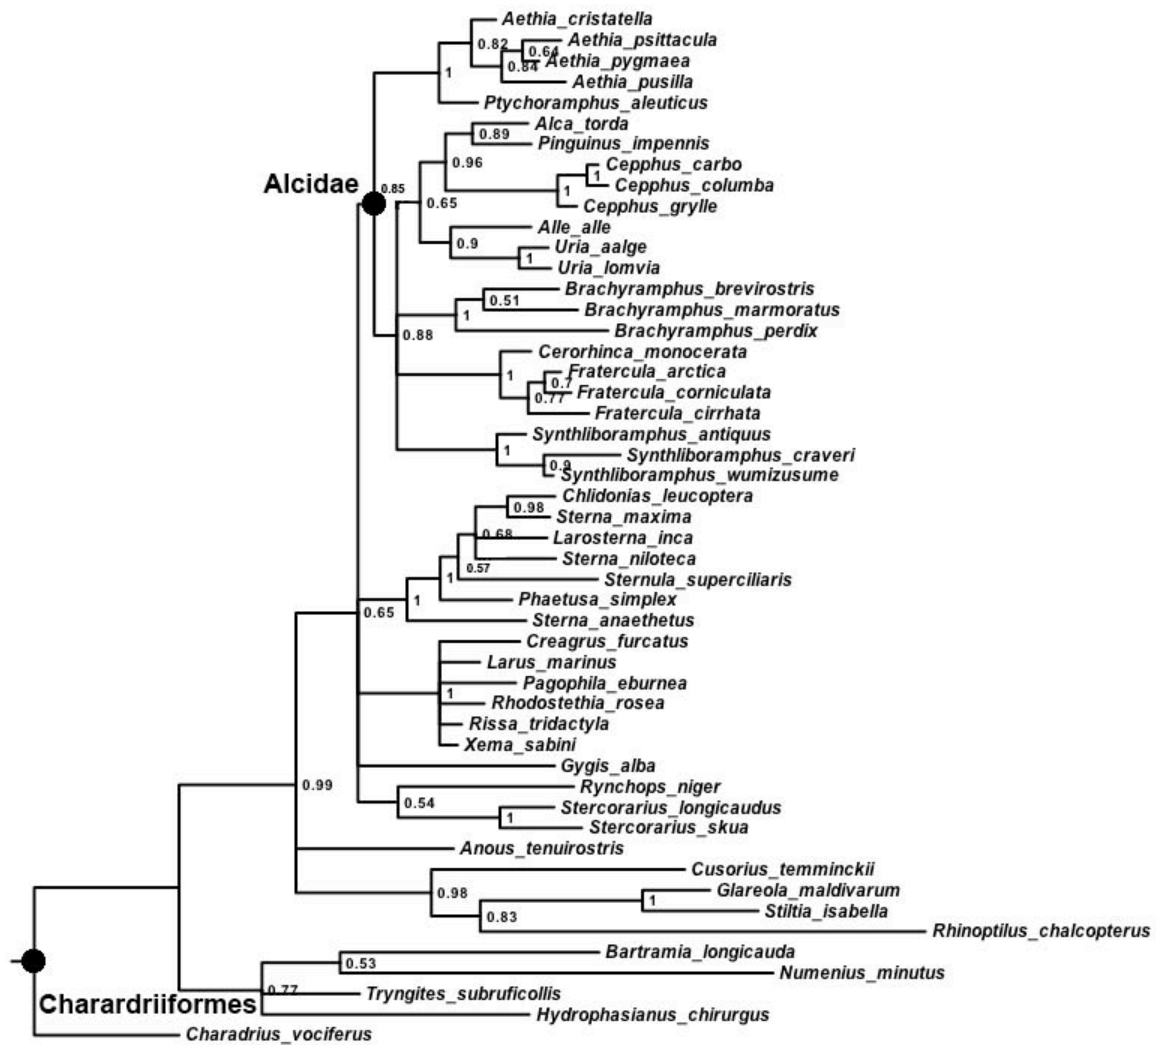 Aethia_cristatella
0.82
Aethia_psittacula
0.64
Aethia_pygmaea
0.84
1
Aethia_pusilla
Ptychoramphus_aleuticus
Alca_torda
0.89
Pinguinus_impennis
0.96
Cepphus_carbo
1
Alcidae
0.85
Cepphus_columba
1
0.65
Cepphus_grylle
Alle_alle
0.9
Uria_aalge
1
Uria_lomvia
Brachyramphus_brevirostris
0.51
Brachyramphus_marmoratus
1
Brachyramphus_perdix
0.88
Cerorhinca_monocerata
1
Fratercula_arctica
0.7
Fratercula_corniculata
0.77
Fratercula_cirrhata
Synthliboramphus_antiquus
1
Synthliboramphus_craveri
0.9
Synthliboramphus_wumizusume
Chlidonias_leucoptera
0.98
Sterna_maxima
0.68
Larosterna_inca
Sterna_niloteca
0.57
1
Sternula_superciliaris
1
Phaetusa_simplex
0.65
Sterna_anaethetus
Creagrus_furcatus
Larus_marinus
Pagophila_eburnea
1
Rhodostethia_rosea
Rissa_tridactyla
Xema_sabini
Gygis_alba
0.99
Rynchops_niger
0.54
Stercorarius_longicaudus
1
Stercorarius_skua
Anous_tenuirostris
Cusorius_temminckii
0.98
Glareola_maldivarum
1
Stiltia_isabella
0.83
Rhinoptilus_chalcopterus
Bartramia_longicauda
0.53
Numenius_minutus
Charardriiformes
0.77
Tryngites_subruficollis
Hydrophasianus_chirurgus
Charadrius_vociferus